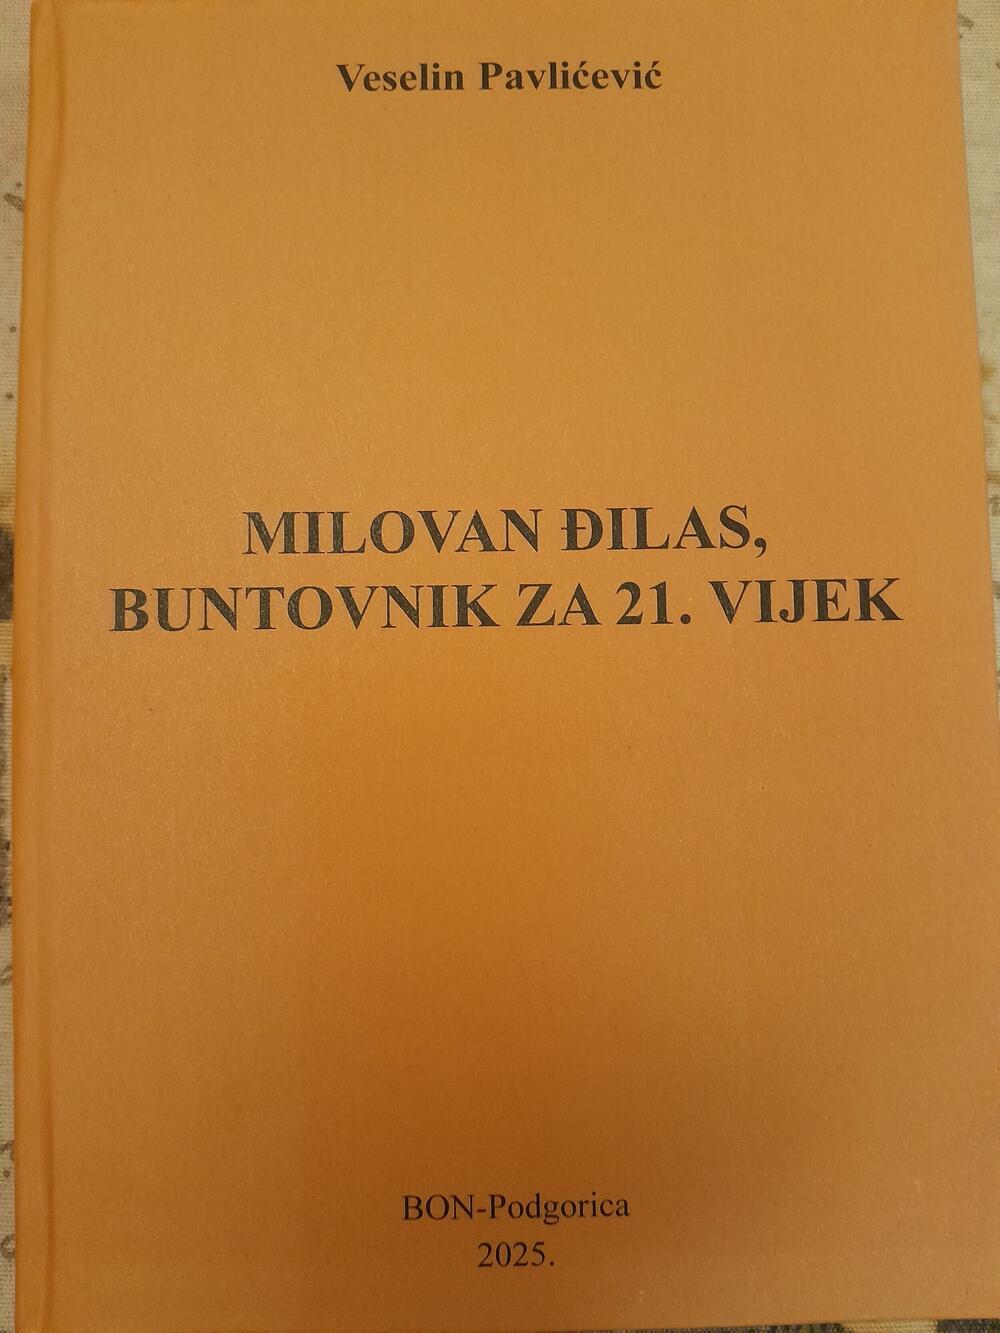 Veselin Pavlićević
MILOVAN ĐILAS,
BUNTOVNIK ZA 21. VIJEK
BON-Podgorica
2025.